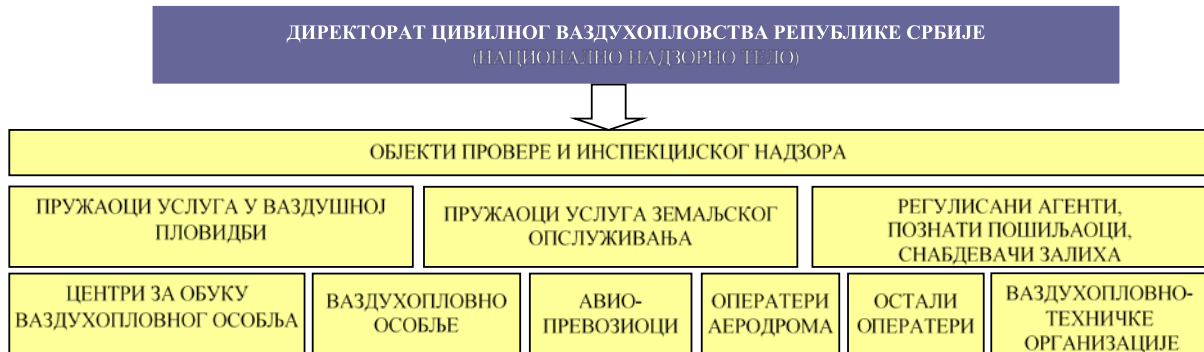 ДИРЕКТОРАТ ЦИВИЛНОГ ВАЗДУХОПЛОВСТВА РЕПУБЛИКЕ СРБИЈЕ
(НАЦИОНАЛНО НАДЗОРНО ТЕЛО)
ОБЈЕКТИ ПРОВЕРЕ И ИНСПЕКЦИЈСКОГ НАДЗОРА
ПРУЖАОЦИ УСЛУГА У ВАЗДУШНОЈ
ПЛОВИДБИ
ПРУЖАОЦИ УСЛУГА ЗЕМАЉСКОГ
ОПСЛУЖИВАЊА
РЕГУЛИСАНИ АГЕНТИ,
ПОЗНАТИ ПОШИЉАОЦИ,
СНАБДЕВАЧИ ЗАЛИХА
ЦЕНТРИ ЗА ОБУКУ
ВАЗДУХОПЛОВНОГ ОСОБЉА
ВАЗДУХОПЛОВНО
ОСОБЉЕ
АВИО-
ПРЕВОЗИОЦИ
ОПЕРАТЕРИ
АЕРОДРОМА
ОСТАЛИ
ОПЕРАТЕРИ
ВАЗДУХОПЛОВНО-
ТЕХНИЧКЕ
ОРГАНИЗАЦИЈЕ